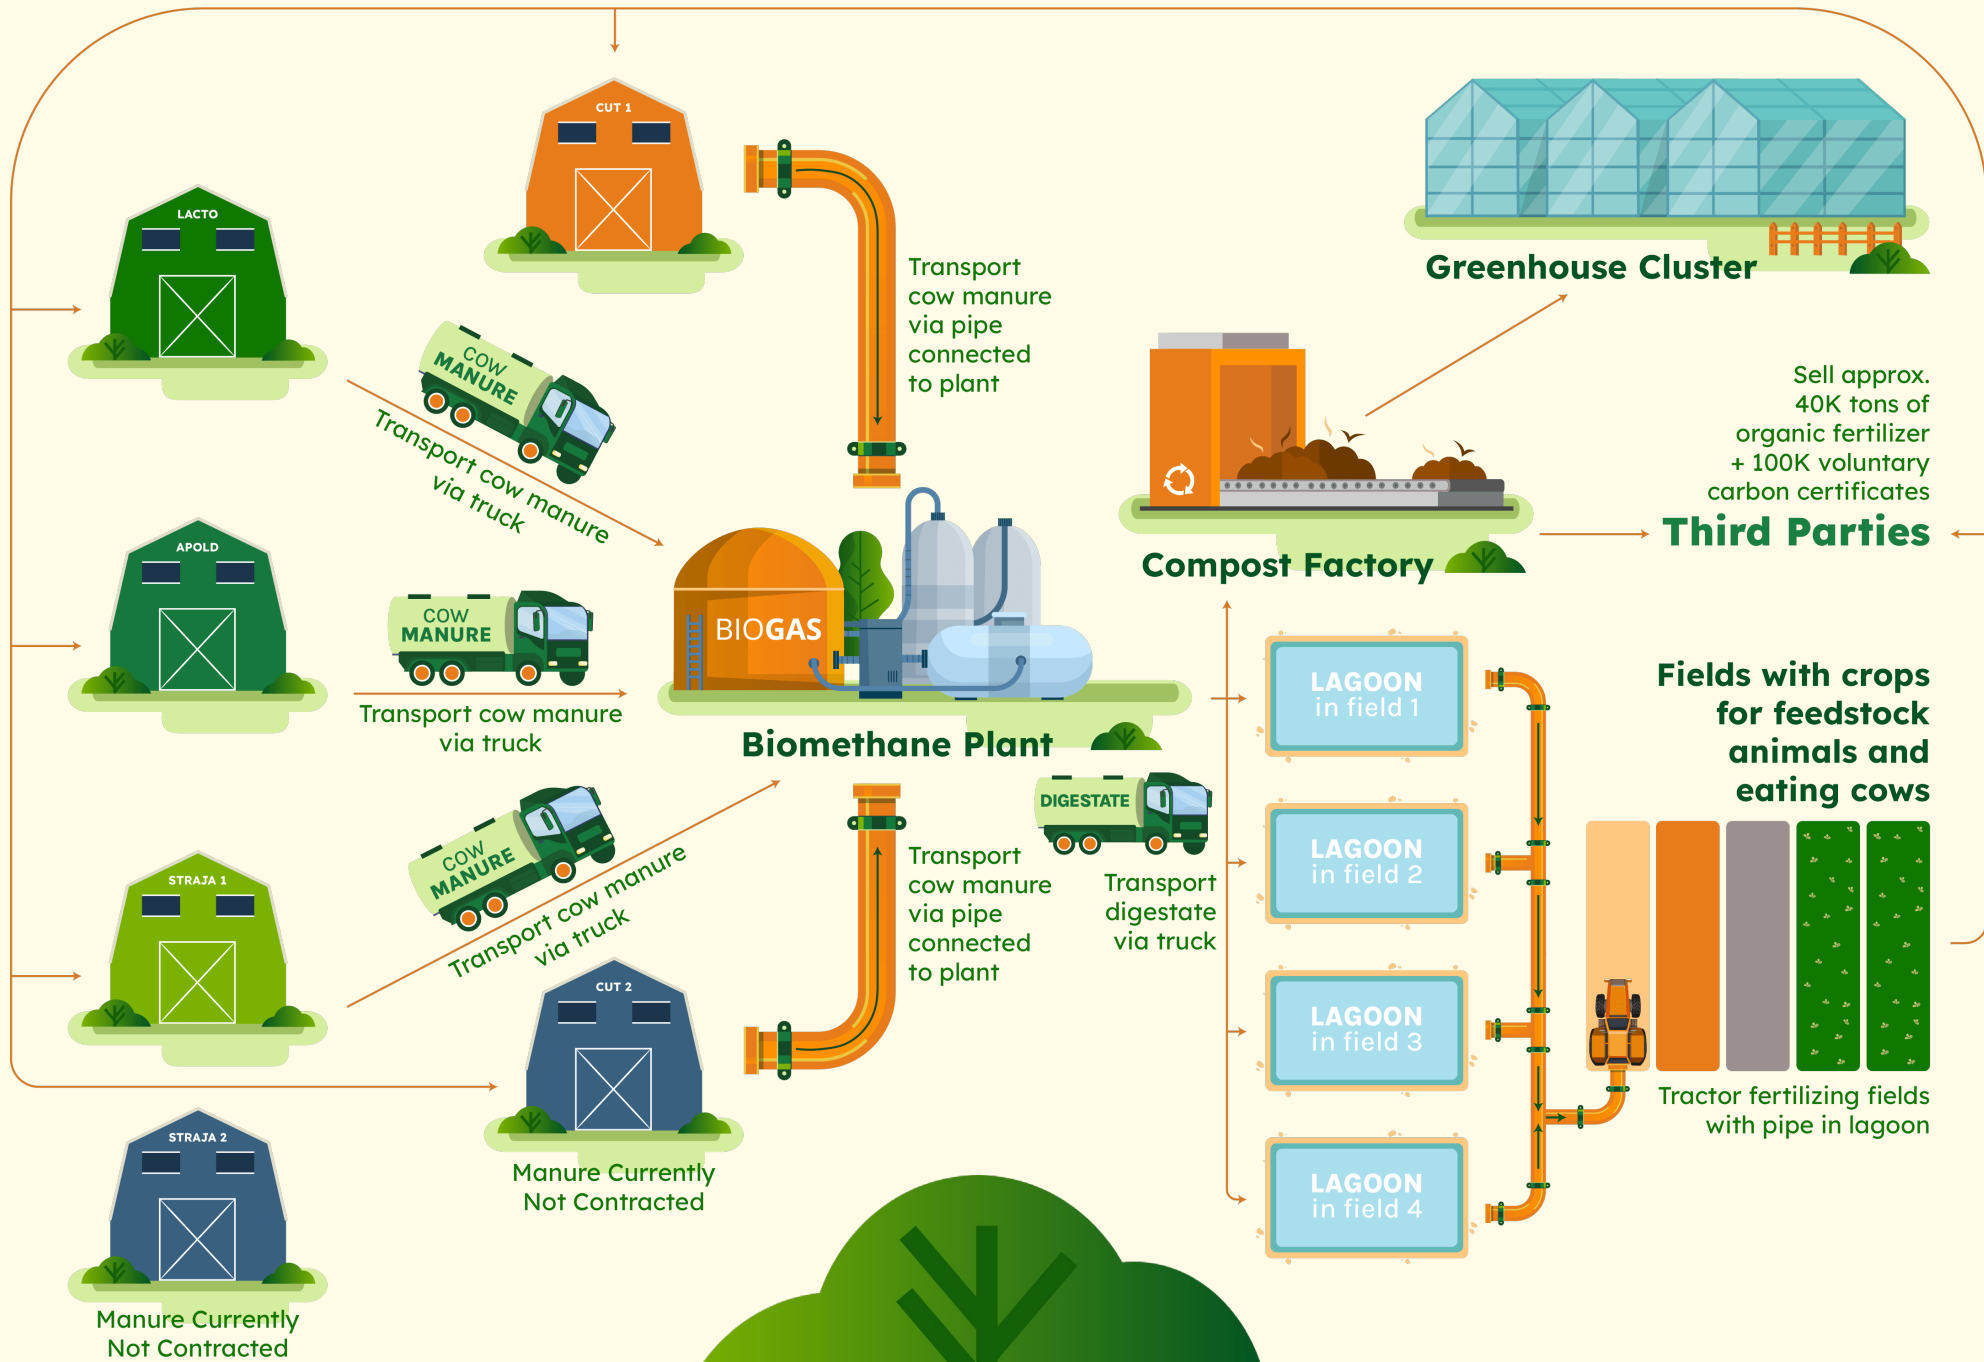 CUT 1
LACTO
COW
MANURE
Transport cow manure
via truck
Transport
cow manure
via pipe
connected
to plant
Greenhouse Cluster
Sell approx.
40K tons of
organic fertilizer
+ 100K voluntary
carbon certificates
Third Parties
Compost Factory
APOLD
COW
MANURE
Transport cow manure
via truck
BIOGAS
Biomethane Plant
DIGESTATE
Transport
digestate
via truck
LAGOON
in field 1
LAGOON
in field 2
LAGOON
in field 3
LAGOON
in field 4
Fields with crops
for feedstock
animals and
eating cows
Tractor fertilizing fields
with pipe in lagoon
STRAJA 1
COW
MANURE
Transport cow manure
via truck
Transport
cow manure
via pipe
connected
to plant
CUT 2
Manure Currently
Not Contracted
STRAJA 2
Manure Currently
Not Contracted